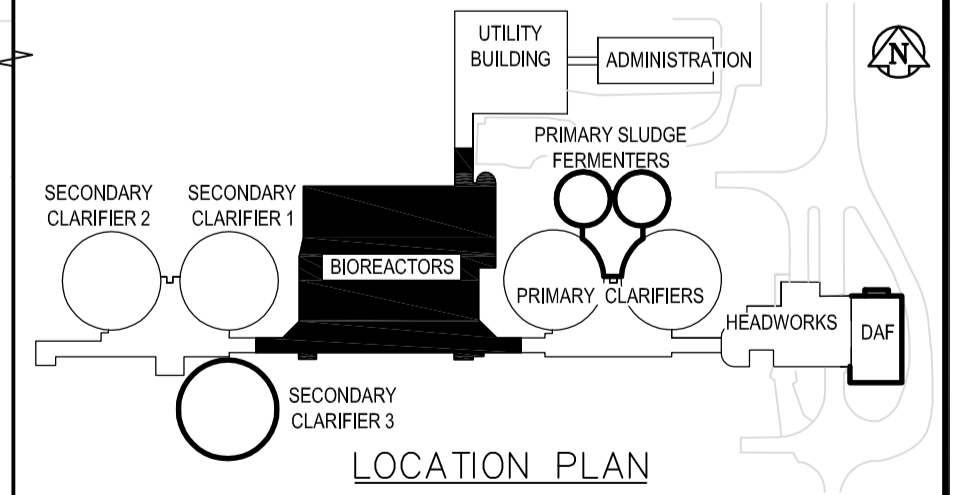 UTILITY
BUILDING
ADMINISTRATION
N
PRIMARY SLUDGE
FERMENTERS
SECONDARY
CLARIFIER 2
SECONDARY
CLARIFIER 1
BIOREACTORS
PRIMARY CLARIFIERS
HEADWORKS
DAF
SECONDARY
CLARIFIER 3
LOCATION PLAN